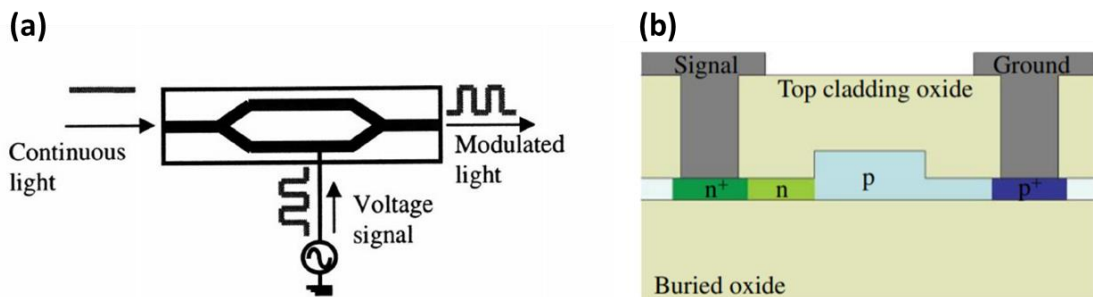 (a)
Continuous
light
Modulated
light
Voltage
signal
(b)
Signal
Ground
Top cladding oxide
n+
n
p
p+
Buried oxide